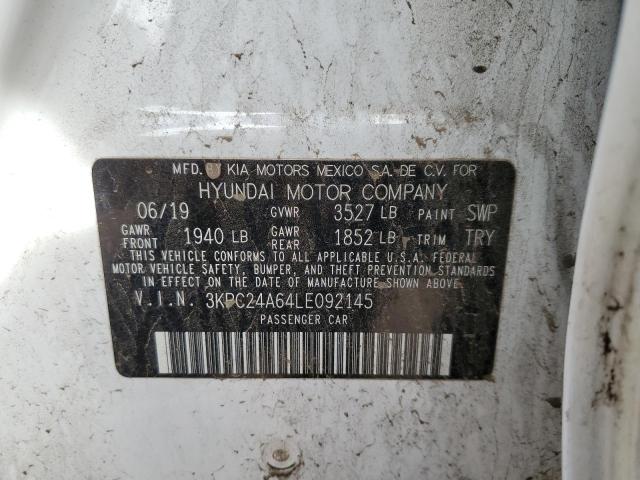 MFD. BY KIA MOTORS MEXICO S.A. DE C.V. FOR
HYUNDAI MOTOR COMPANY
06/19 GVWR 3527 LB PAINT SWP
GAWR FRONT 1940 LB GAWR REAR 1852 LB TRIM TRY
THIS VEHICLE CONFORMS TO ALL APPLICABLE U.S.A. FEDERAL
MOTOR VEHICLE SAFETY, BUMPER, AND THEFT PREVENTION STANDARDS
IN EFFECT ON THE DATE OF MANUFACTURE SHOWN ABOVE.
V.I.N. 3KPC24A64LE092145
PASSENGER CAR